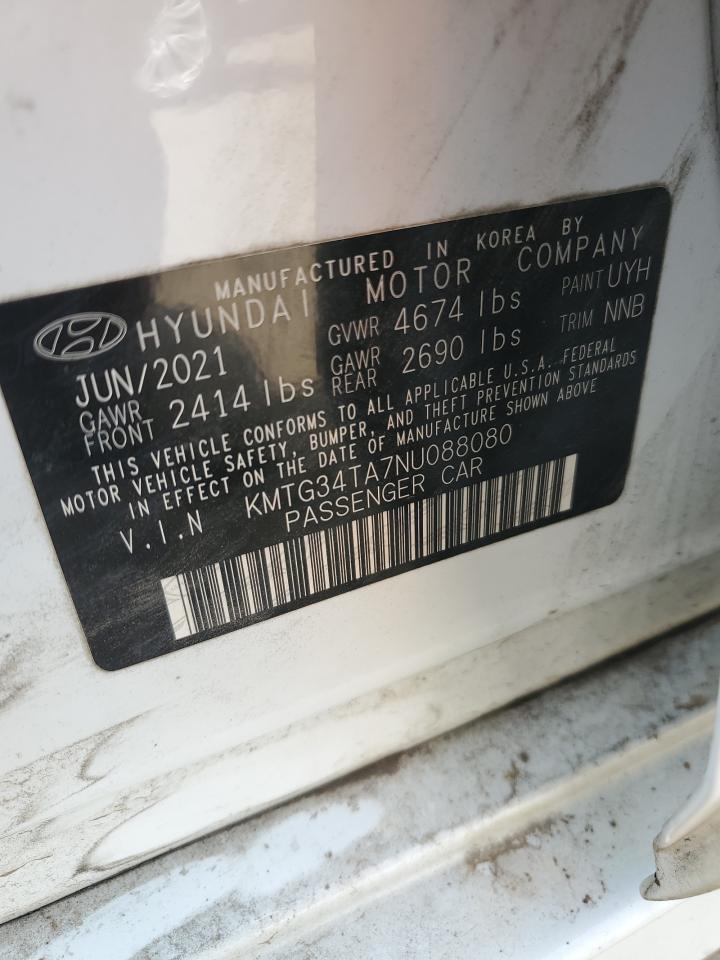 MANUFACTURED IN KOREA BY
HYUNDAI MOTOR COMPANY
JUN/2021 GVWR 4674 lbs PAINT UYH
GAWR FRONT 2414 lbs GAWR REAR 2690 lbs TRIM NNB
THIS VEHICLE CONFORMS TO ALL APPLICABLE U.S.A. FEDERAL
MOTOR VEHICLE SAFETY, BUMPER, AND THEFT PREVENTION STANDARDS
IN EFFECT ON THE DATE OF MANUFACTURE SHOWN ABOVE
V.I.N KMTG34TA7NU088080
PASSENGER CAR